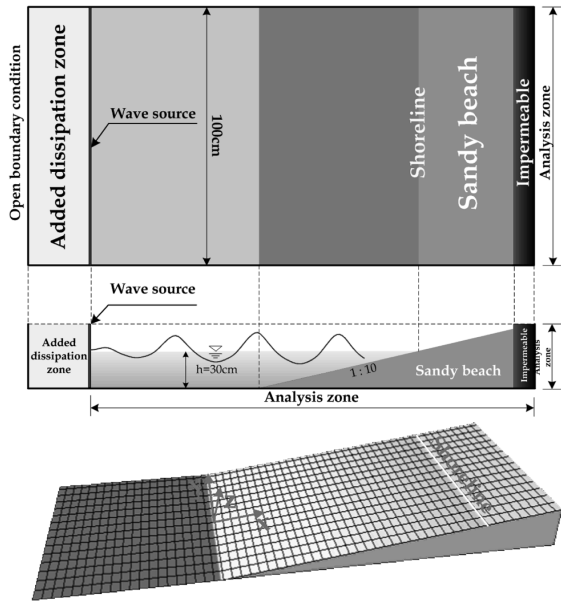 Open boundary condition
Added dissipation zone
Wave source
100cm
Shoreline
Sandy beach
Impermeable
Analysis zone
Wave source
Added
dissipation
zone
h=30cm
1 : 10
Sandy beach
Impermeable
Analysis
zone
Analysis zone
Z
X